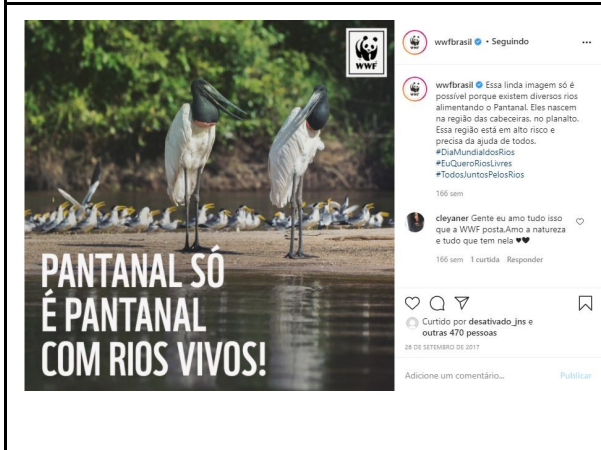 WWF
PANTANAL SÓ
É PANTANAL
COM RIOS VIVOS!
wwfbrasil • Seguindo
wwfbrasil Essa linda imagem só é
possível porque existem diversos rios
alimentando o Pantanal. Eles nascem
na região das cabeceiras, no planalto.
Essa região está em alto risco e
precisa da ajuda de todos.
#DiaMundialdosRios
#EuQueroRiosLivres
#TodosJuntosPelosRios
166 sem
cleyaner Gente eu amo tudo isso
que a WWF posta,Amo a natureza
e tudo que tem nela ♥♥
166 sem 1 curtida Responder
Curtido por desativado_jns e
outras 470 pessoas
28 DE SETEMBRO DE 2017
Adicione um comentário... Publicar